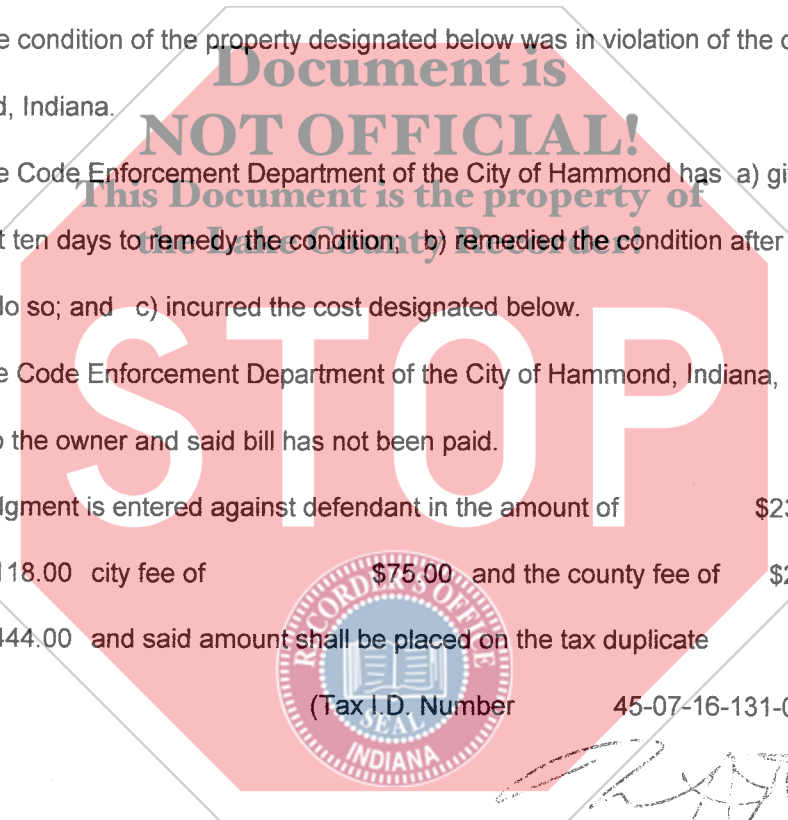 e condition of the property designated below was in violation of the
Document is
d, Indiana.
NOT OFFICIAL!
e Code Enforcement Department of the City of Hammond has a) gi
This Document is the property of
t ten days to remedy the condition; b) remedied the condition after
the Lake County Recorder!
lo so; and c) incurred the cost designated below.
STOP
e Code Enforcement Department of the City of Hammond, Indiana,
the owner and said bill has not been paid.
dgment is entered against defendant in the amount of $23
118.00 city fee of $75.00 and the county fee of $2
444.00 and said amount shall be placed on the tax duplicate
RECORDER'S OFFICE
(Tax I.D. Number 45-07-16-131-0
SEAL
INDIANA